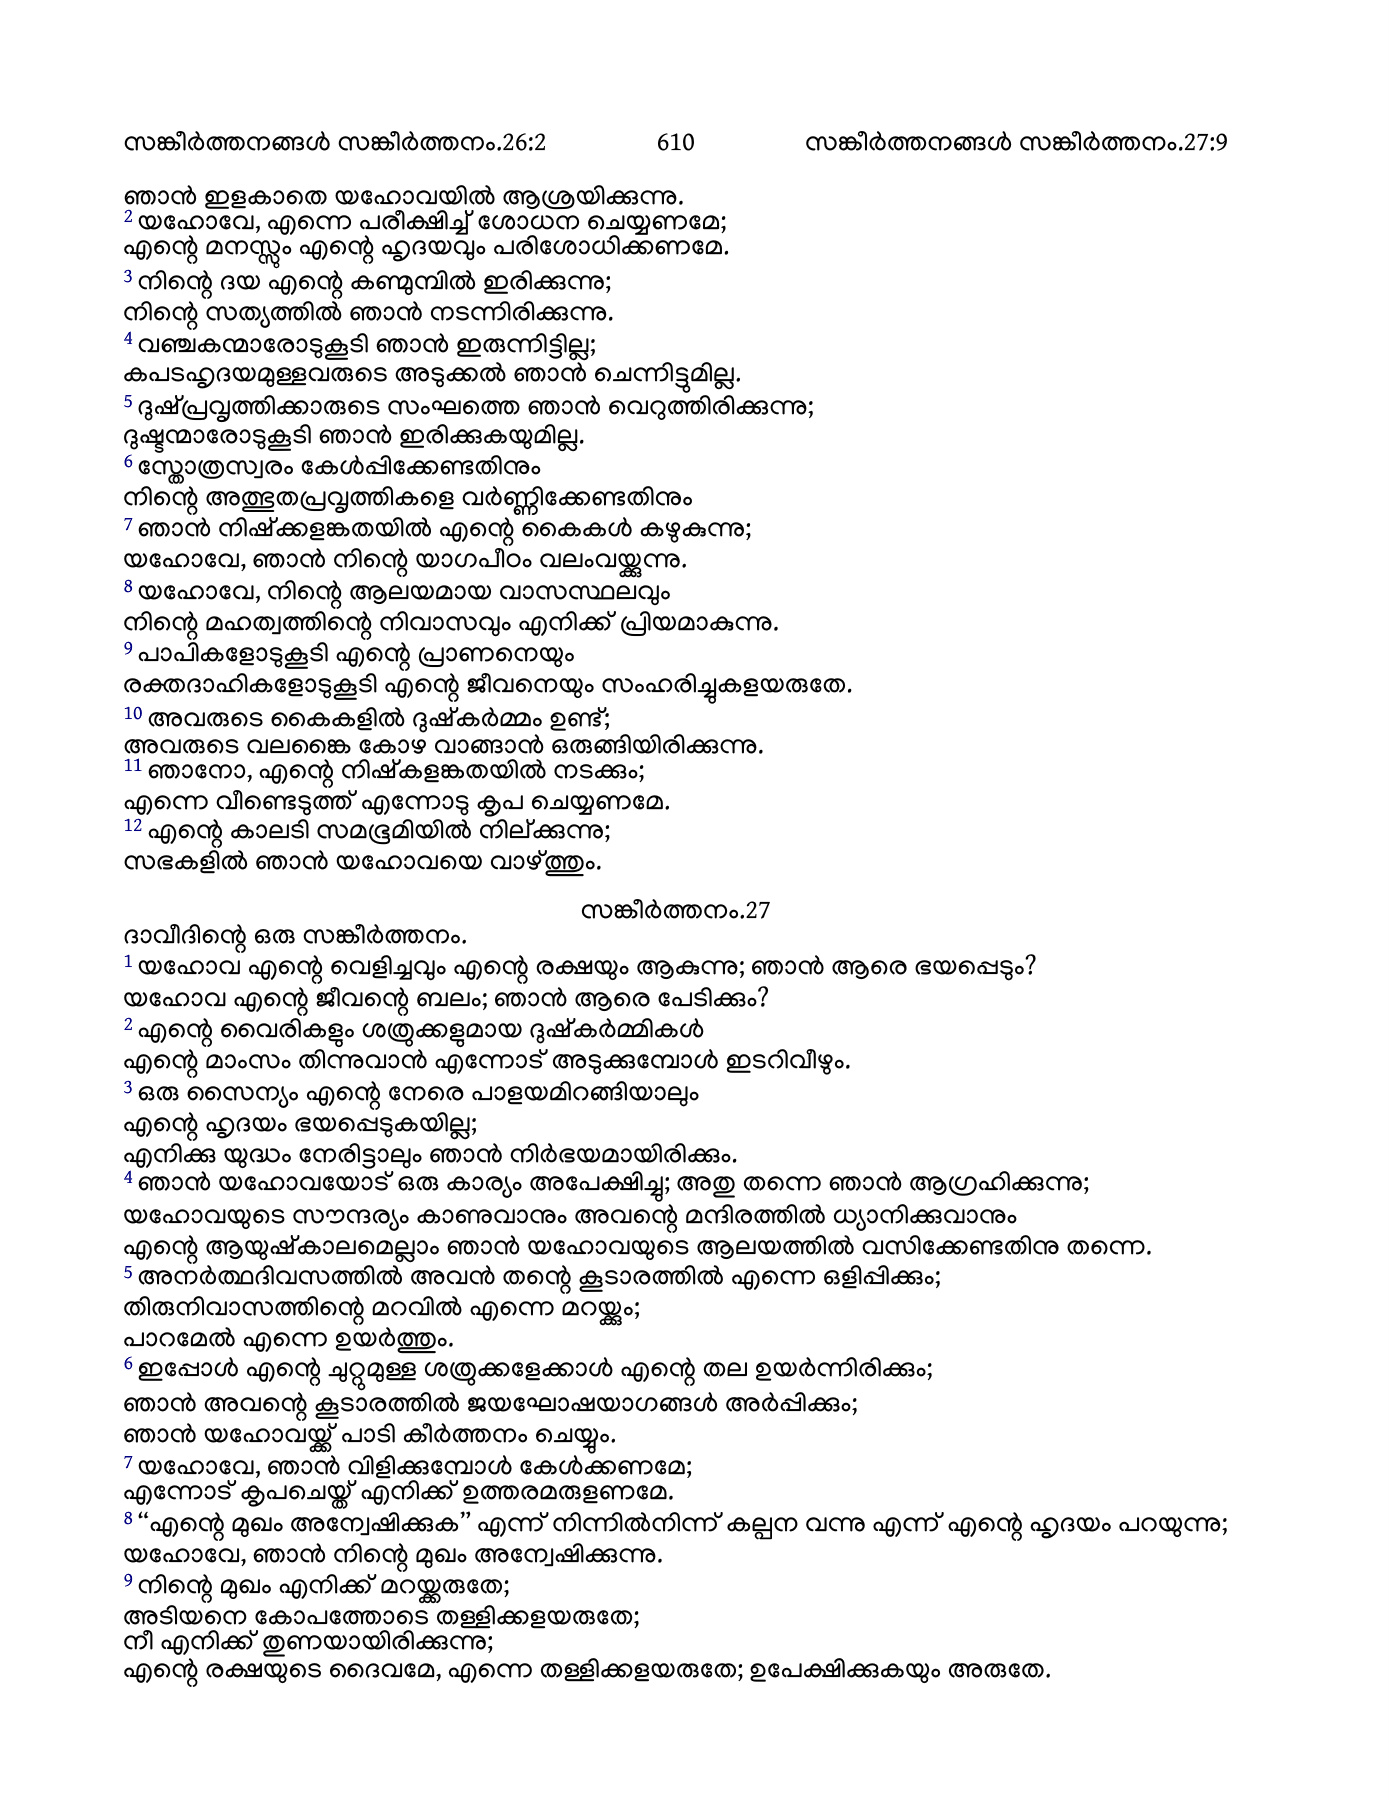 സങ്കീർത്തനങ്ങൾ സങ്കീർത്തനം.26:2 610 സങ്കീർത്തനങ്ങൾ സങ്കീർത്തനം.27:9
ഞാൻ ഇളകാതെ യഹോവയിൽ ആശ്രയിക്കുന്നു.
2 യഹോവേ, എന്നെ പരീക്ഷിച്ച് ശോധന ചെയ്യണമേ;
എന്റെ മനസ്സും എന്റെ ഹൃദയവും പരിശോധിക്കണമേ.
3 നിന്റെ ദയ എന്റെ കണ്മുമ്പിൽ ഇരിക്കുന്നു;
നിന്റെ സത്യത്തിൽ ഞാൻ നടന്നിരിക്കുന്നു.
4 വഞ്ചകന്മാരോടുകൂടി ഞാൻ ഇരുന്നിട്ടില്ല;
കപടഹൃദയമുള്ളവരുടെ അടുക്കൽ ഞാൻ ചെന്നിട്ടുമില്ല.
5 ദുഷ്പ്രവൃത്തിക്കാരുടെ സംഘത്തെ ഞാൻ വെറുത്തിരിക്കുന്നു;
ദുഷ്ടന്മാരോടുകൂടി ഞാൻ ഇരിക്കുകയുമില്ല.
6 സ്തോത്രസ്വരം കേൾപ്പിക്കേണ്ടതിനും
നിന്റെ അത്ഭുതപ്രവൃത്തികളെ വർണ്ണിക്കേണ്ടതിനും
7 ഞാൻ നിഷ്ക്കളങ്കതയിൽ എന്റെ കൈകൾ കഴുകുന്നു;
യഹോവേ, ഞാൻ നിന്റെ യാഗപീഠം വലംവയ്ക്കുന്നു.
8 യഹോവേ, നിന്റെ ആലയമായ വാസസ്ഥലവും
നിന്റെ മഹത്വത്തിന്റെ നിവാസവും എനിക്ക് പ്രിയമാകുന്നു.
9 പാപികളോടുകൂടി എന്റെ പ്രാണനെയും
രക്തദാഹികളോടുകൂടി എന്റെ ജീവനെയും സംഹരിച്ചുകളയരുതേ.
10 അവരുടെ കൈകളിൽ ദുഷ്കർമ്മം ഉണ്ട്;
അവരുടെ വലങ്കൈ കോഴ വാങ്ങാൻ ഒരുങ്ങിയിരിക്കുന്നു.
11 ഞാനോ, എന്റെ നിഷ്കളങ്കതയിൽ നടക്കും;
എന്നെ വീണ്ടെടുത്ത് എന്നോടു കൃപ ചെയ്യണമേ.
12 എന്റെ കാലടി സമഭൂമിയിൽ നില്ക്കുന്നു;
സഭകളിൽ ഞാൻ യഹോവയെ വാഴ്ത്തും.
സങ്കീർത്തനം.27
ദാവീദിന്റെ ഒരു സങ്കീർത്തനം.
1 യഹോവ എന്റെ വെളിച്ചവും എന്റെ രക്ഷയും ആകുന്നു; ഞാൻ ആരെ ഭയപ്പെടും?
യഹോവ എന്റെ ജീവന്റെ ബലം; ഞാൻ ആരെ പേടിക്കും?
2 എന്റെ വൈരികളും ശത്രുക്കളുമായ ദുഷ്കർമ്മികൾ
എന്റെ മാംസം തിന്നുവാൻ എന്നോട് അടുക്കുമ്പോൾ ഇടറിവീഴും.
3 ഒരു സൈന്യം എന്റെ നേരെ പാളയമിറങ്ങിയാലും
എന്റെ ഹൃദയം ഭയപ്പെടുകയില്ല;
എനിക്കു യുദ്ധം നേരിട്ടാലും ഞാൻ നിർഭയമായിരിക്കും.
4 ഞാൻ യഹോവയോട് ഒരു കാര്യം അപേക്ഷിച്ചു; അതു തന്നെ ഞാൻ ആഗ്രഹിക്കുന്നു;
യഹോവയുടെ സൗന്ദര്യം കാണുവാനും അവന്റെ മന്ദിരത്തിൽ ധ്യാനിക്കുവാനും
എന്റെ ആയുഷ്കാലമെല്ലാം ഞാൻ യഹോവയുടെ ആലയത്തിൽ വസിക്കേണ്ടതിനു തന്നെ.
5 അനർത്ഥദിവസത്തിൽ അവൻ തന്റെ കൂടാരത്തിൽ എന്നെ ഒളിപ്പിക്കും;
തിരുനിവാസത്തിന്റെ മറവിൽ എന്നെ മറയ്ക്കും;
പാറമേൽ എന്നെ ഉയർത്തും.
6 ഇപ്പോൾ എന്റെ ചുറ്റുമുള്ള ശത്രുക്കളേക്കാൾ എന്റെ തല ഉയർന്നിരിക്കും;
ഞാൻ അവന്റെ കൂടാരത്തിൽ ജയഘോഷയാഗങ്ങൾ അർപ്പിക്കും;
ഞാൻ യഹോവയ്ക്ക് പാടി കീർത്തനം ചെയ്യും.
7 യഹോവേ, ഞാൻ വിളിക്കുമ്പോൾ കേൾക്കണമേ;
എന്നോട് കൃപചെയ്ത് എനിക്ക് ഉത്തരമരുളണമേ.
8 “എന്റെ മുഖം അന്വേഷിക്കുക” എന്ന് നിന്നിൽനിന്ന് കല്പന വന്നു എന്ന് എന്റെ ഹൃദയം പറയുന്നു;
യഹോവേ, ഞാൻ നിന്റെ മുഖം അന്വേഷിക്കുന്നു.
9 നിന്റെ മുഖം എനിക്ക് മറയ്ക്കരുതേ;
അടിയനെ കോപത്തോടെ തള്ളിക്കളയരുതേ;
നീ എനിക്ക് തുണയായിരിക്കുന്നു;
എന്റെ രക്ഷയുടെ ദൈവമേ, എന്നെ തള്ളിക്കളയരുതേ; ഉപേക്ഷിക്കുകയും അരുതേ.